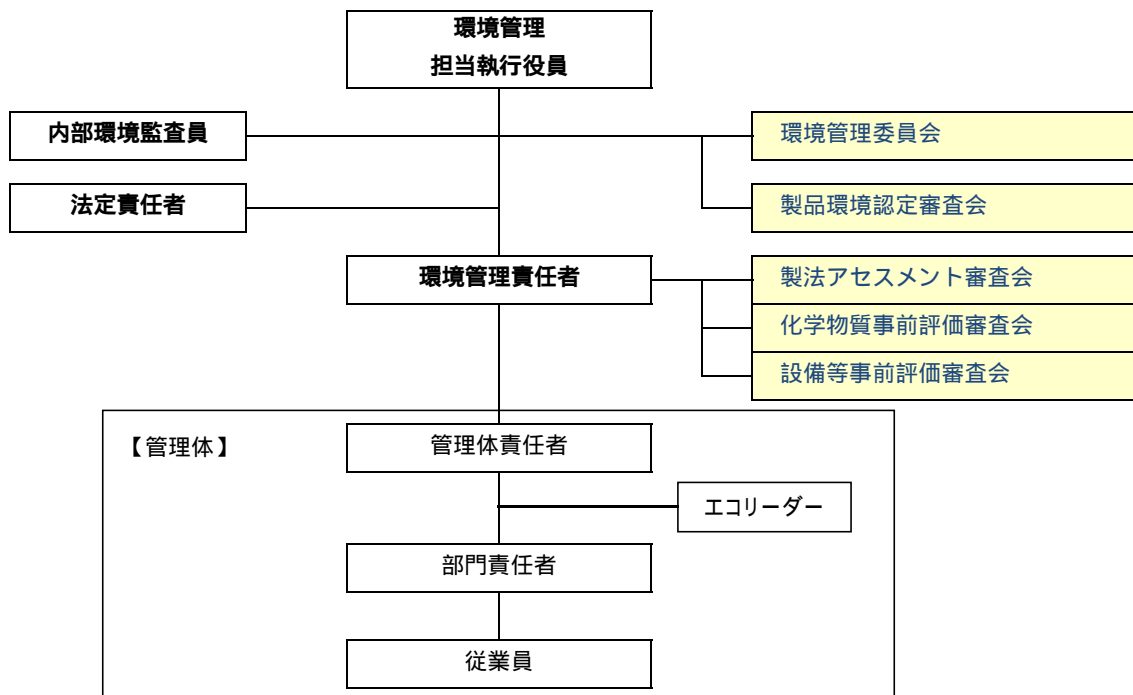 環境管理
担当執行役員
内部環境監査員
環境管理委員会
法定責任者
製品環境認定審査会
環境管理責任者
製法アセスメント審査会
化学物質事前評価審査会
設備等事前評価審査会
【管理体】
管理体責任者
エコリーダー
部門責任者
従業員